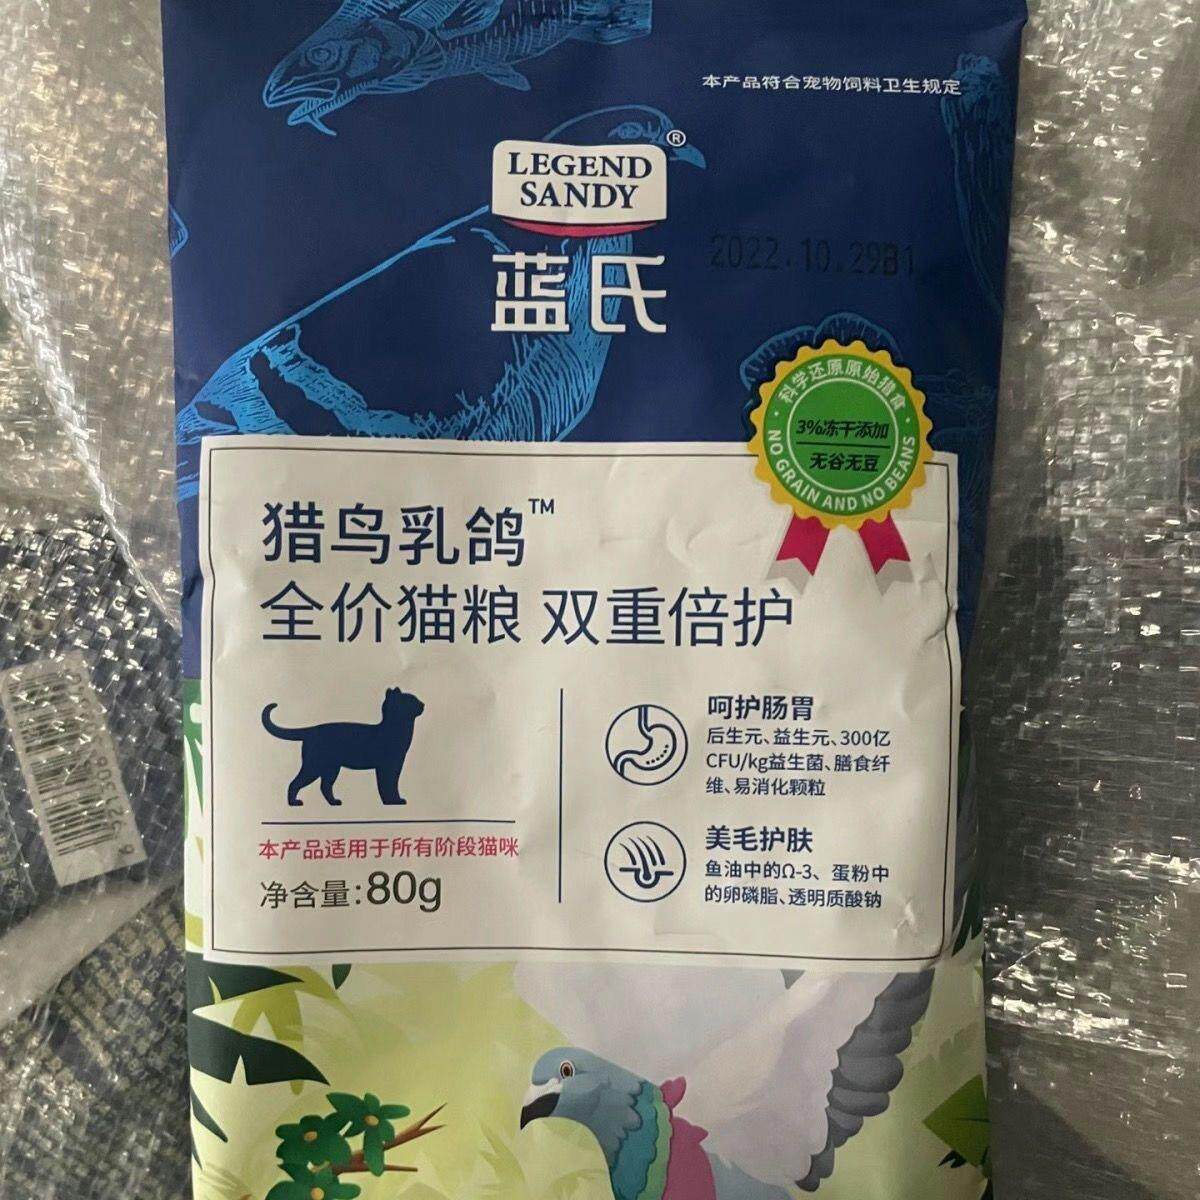 本产品符合宠物饲料卫生规定
LEGEND®
SANDY
蓝氏
2022.10.29B1
科学还原原始猎食
3%冻干添加
无谷无豆
NO GRAIN AND NO BEANS
猎鸟乳鸽™
全价猫粮 双重倍护
呵护肠胃
后生元、益生元、300亿
CFU/kg益生菌、膳食纤
维、易消化颗粒
美毛护肤
鱼油中的Ω-3、蛋粉中
的卵磷脂、透明质酸钠
本产品适用于所有阶段猫咪
净含量:80g